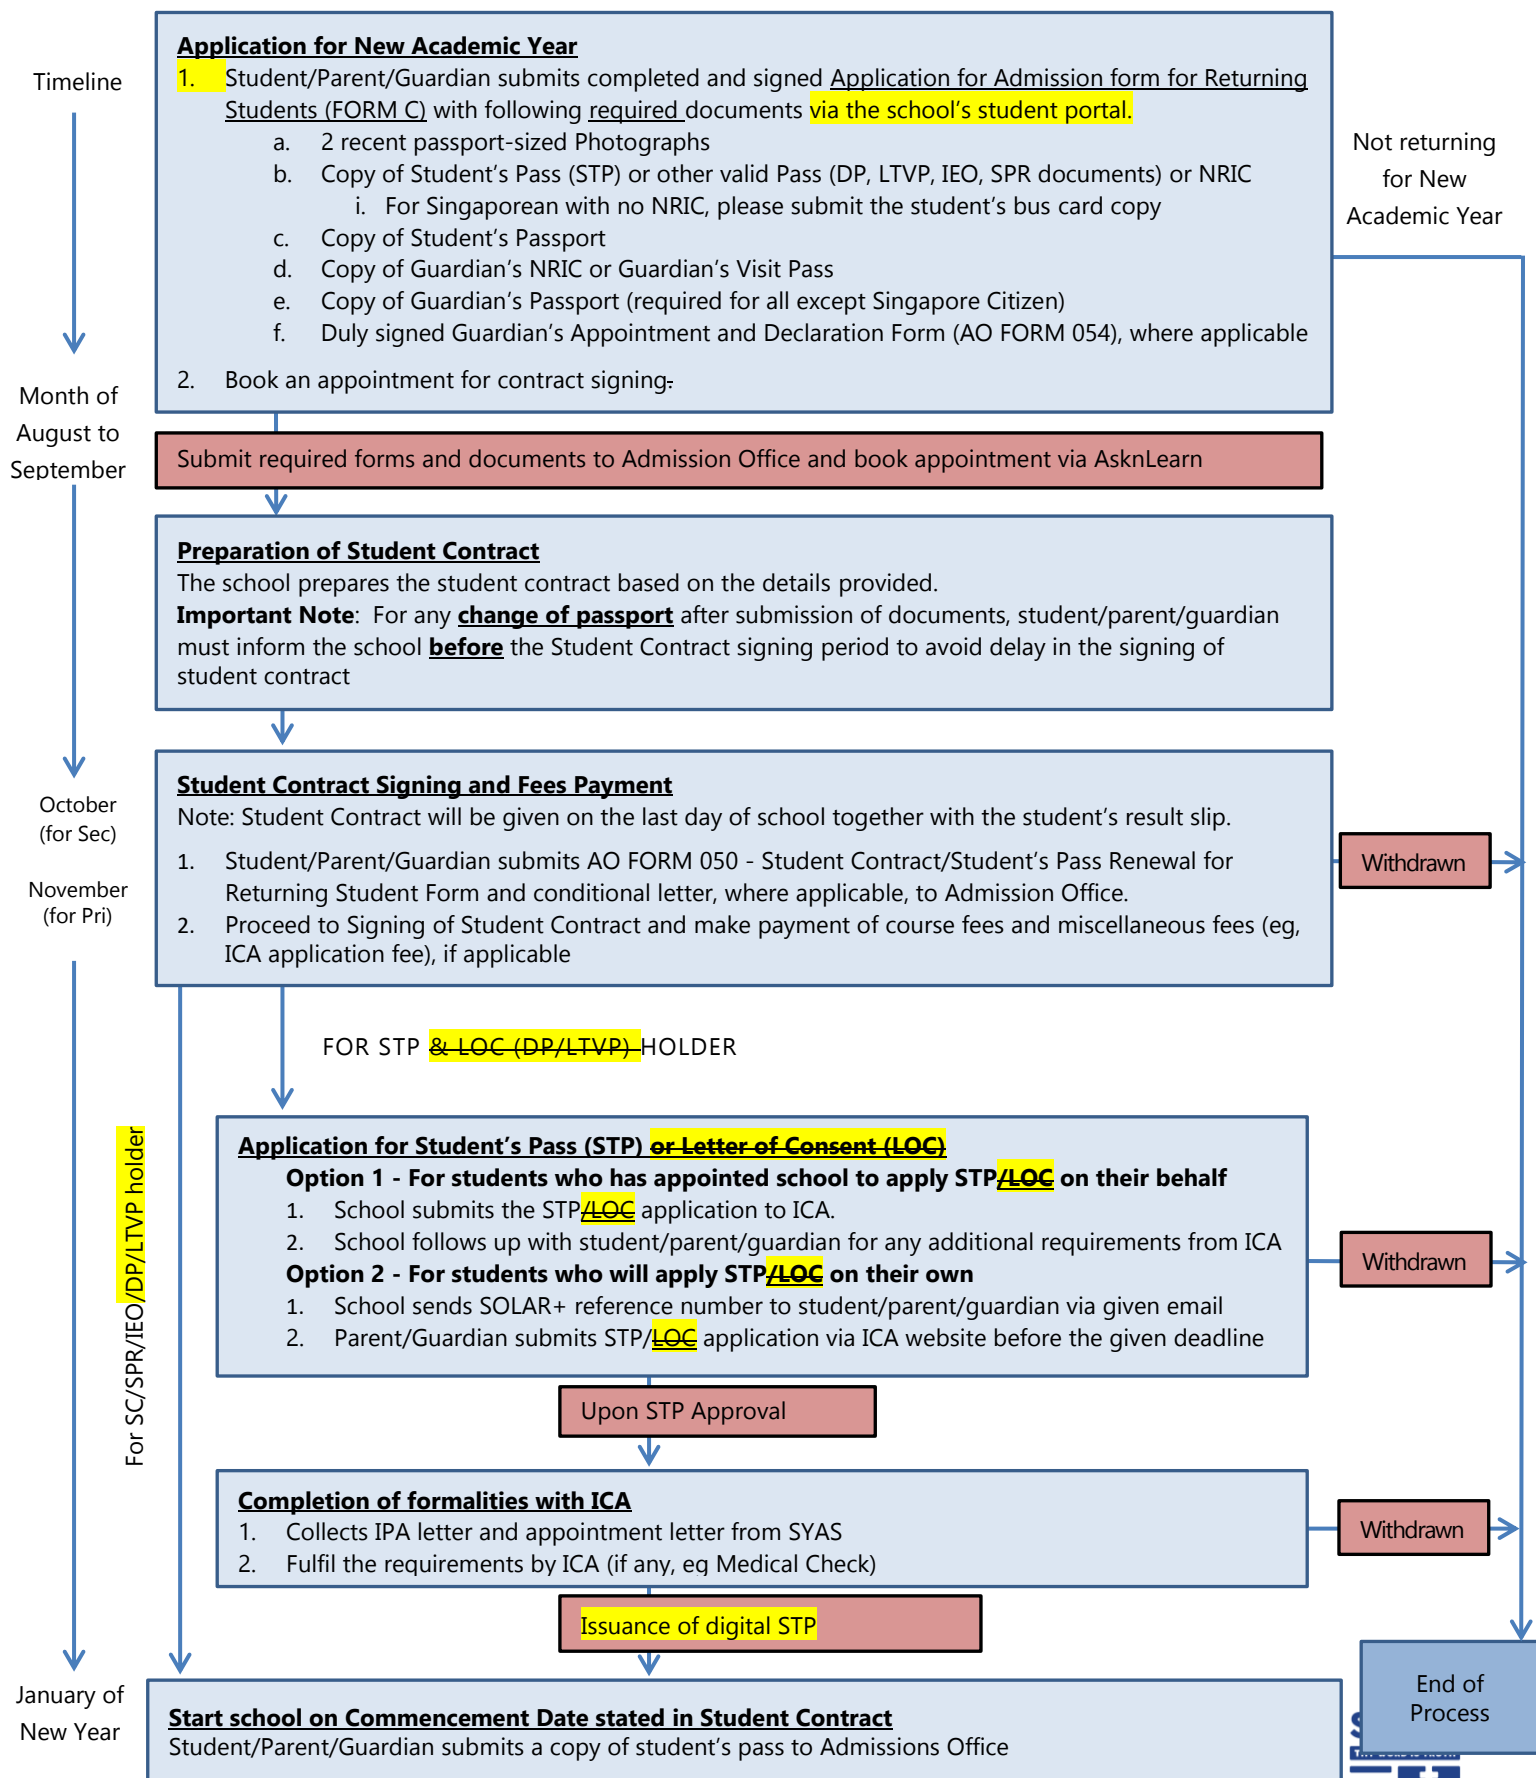 Timeline
Month of
August to
September
October
(for Sec)
November
(for Pri)
January of
New Year
Application for New Academic Year
1. Student/Parent/Guardian submits completed and signed Application for Admission form for Returning
Students (FORM C) with following required documents via the school's student portal.
a. 2 recent passport-sized Photographs
b. Copy of Student's Pass (STP) or other valid Pass (DP, LTVP, IEO, SPR documents) or NRIC
i. For Singaporean with no NRIC, please submit the student's bus card copy
c. Copy of Student's Passport
d. Copy of Guardian's NRIC or Guardian's Visit Pass
e. Copy of Guardian's Passport (required for all except Singapore Citizen)
f. Duly signed Guardian's Appointment and Declaration Form (AO FORM 054), where applicable
2. Book an appointment for contract signing.
Not returning
for New
Academic Year
Submit required forms and documents to Admission Office and book appointment via AsknLearn
Preparation of Student Contract
The school prepares the student contract based on the details provided.
Important Note: For any change of passport after submission of documents, student/parent/guardian
must inform the school before the Student Contract signing period to avoid delay in the signing of
student contract
Student Contract Signing and Fees Payment
Note: Student Contract will be given on the last day of school together with the student's result slip.
1. Student/Parent/Guardian submits AO FORM 050 - Student Contract/Student's Pass Renewal for
Returning Student Form and conditional letter, where applicable, to Admission Office.
2. Proceed to Signing of Student Contract and make payment of course fees and miscellaneous fees (eg,
ICA application fee), if applicable
Withdrawn
FOR STP & LOC (DP/LTVP) HOLDER
For SC/SPR/IEO/DP/LTVP holder
Application for Student's Pass (STP) or Letter of Consent (LOC)
Option 1 - For students who has appointed school to apply STP/LOC on their behalf
1. School submits the STP/LOC application to ICA.
2. School follows up with student/parent/guardian for any additional requirements from ICA
Option 2 - For students who will apply STP/LOC on their own
1. School sends SOLAR+ reference number to student/parent/guardian via given email
2. Parent/Guardian submits STP/LOC application via ICA website before the given deadline
Withdrawn
Upon STP Approval
Completion of formalities with ICA
1. Collects IPA letter and appointment letter from SYAS
2. Fulfil the requirements by ICA (if any, eg Medical Check)
Withdrawn
Issuance of digital STP
Start school on Commencement Date stated in Student Contract
Student/Parent/Guardian submits a copy of student's pass to Admissions Office
End of
Process